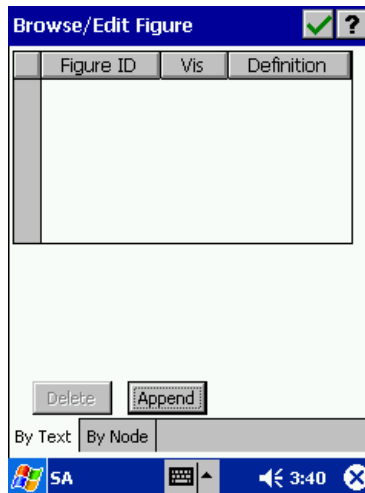 Browse/Edit Figure ?
Figure ID Vis Definition
Delete Append
By Text By Node
SA 3:40